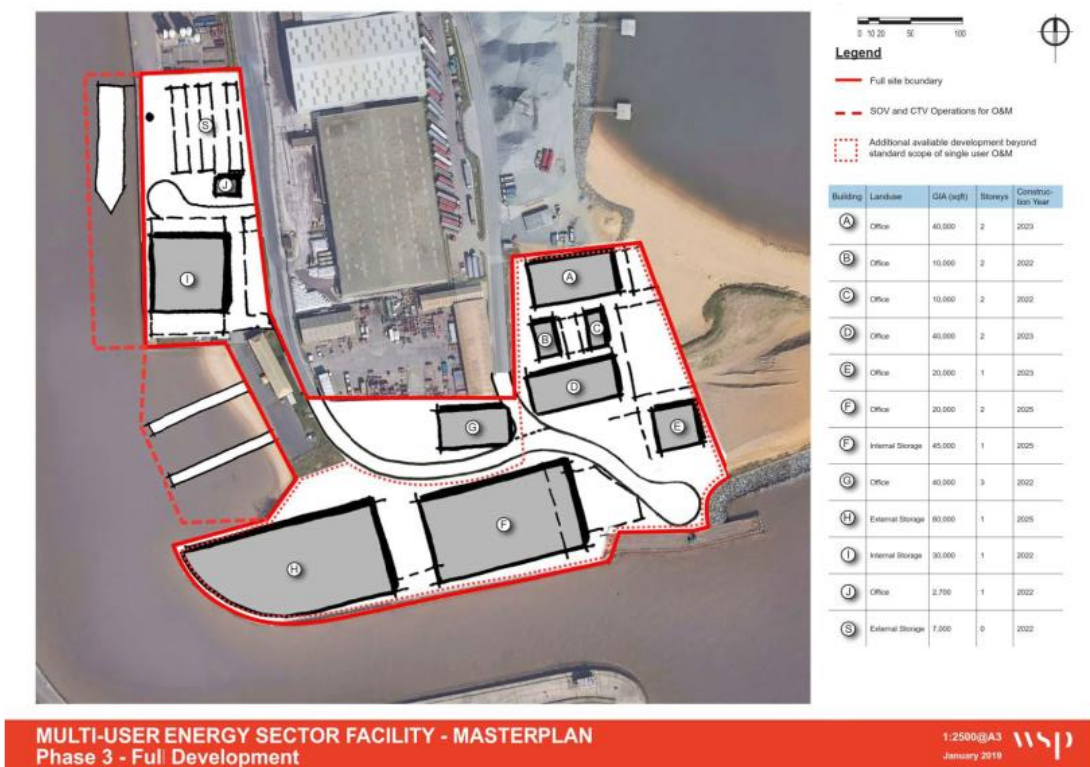 0 10 20 50 100
Legend
Full site boundary
SOV and CTV Operations for O&M
Additional available development beyond
standard scope of single user O&M
Building Landuse GIA (sqft) Storeys Construc-
tion Year
A Office 40,000 2 2023
B Office 10,000 2 2022
C Office 10,000 2 2022
D Office 40,000 2 2023
E Office 20,000 1 2023
F Office 20,000 2 2025
F Internal Storage 45,000 1 2025
G Office 40,000 3 2022
H External Storage 60,000 1 2025
I Internal Storage 30,000 1 2022
J Office 2,700 1 2022
S External Storage 7,000 0 2022
S
J
I
A
B
C
D
E
G
F
H
MULTI-USER ENERGY SECTOR FACILITY - MASTERPLAN
Phase 3 - Full Development
1:2500@A3
January 2019
wsp